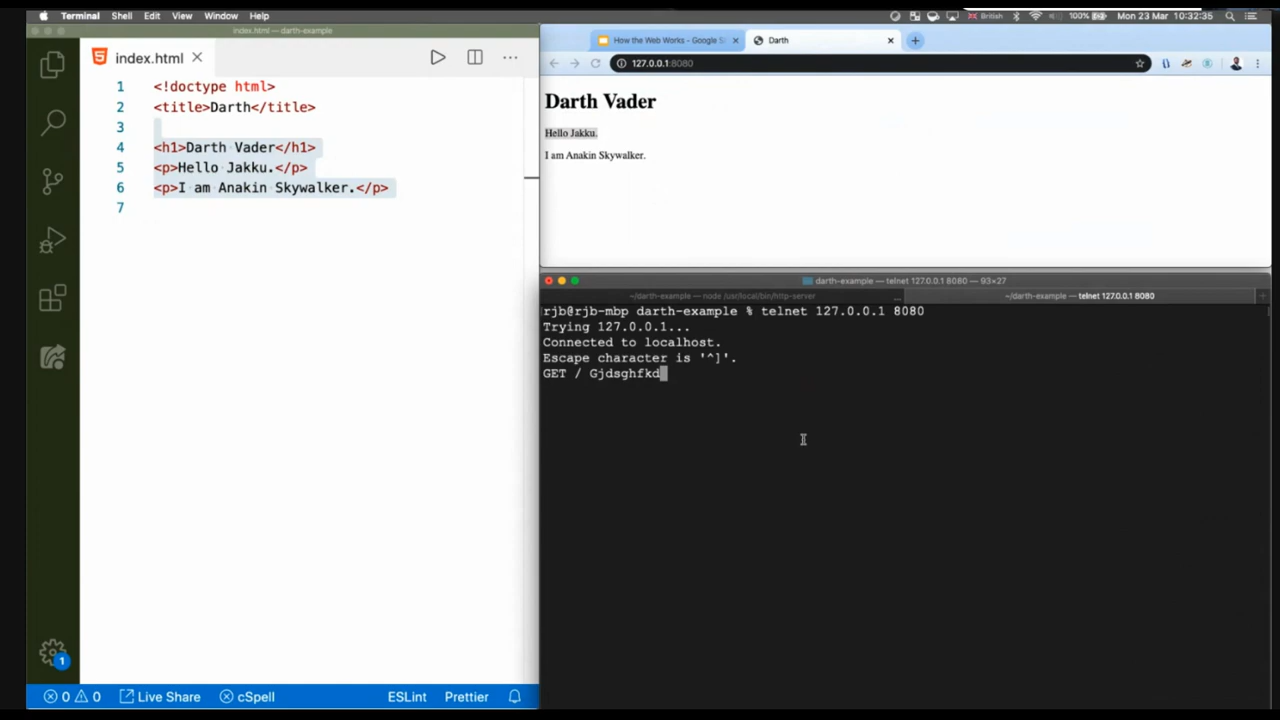 Terminal Shell Edit View Window Help
British 100% Mon 23 Mar 10:32:35
index.html — darth-example
index.html
1 <!doctype html>
2 <title>Darth</title>
3
4 <h1>Darth Vader</h1>
5 <p>Hello Jakku.</p>
6 <p>I am Anakin Skywalker.</p>
7
1
0 0 Live Share cSpell ESLint Prettier
How the Web Works - Google S
Darth
127.0.0.1:8080
Darth Vader
Hello Jakku.
I am Anakin Skywalker.
darth-example — telnet 127.0.0.1 8080 — 93×27
~/darth-example — node /usr/local/bin/http-server
...
~/darth-example — telnet 127.0.0.1 8080
rjb@rjb-mbp darth-example % telnet 127.0.0.1 8080
Trying 127.0.0.1...
Connected to localhost.
Escape character is '^]'.
GET / Gjdsghfkd